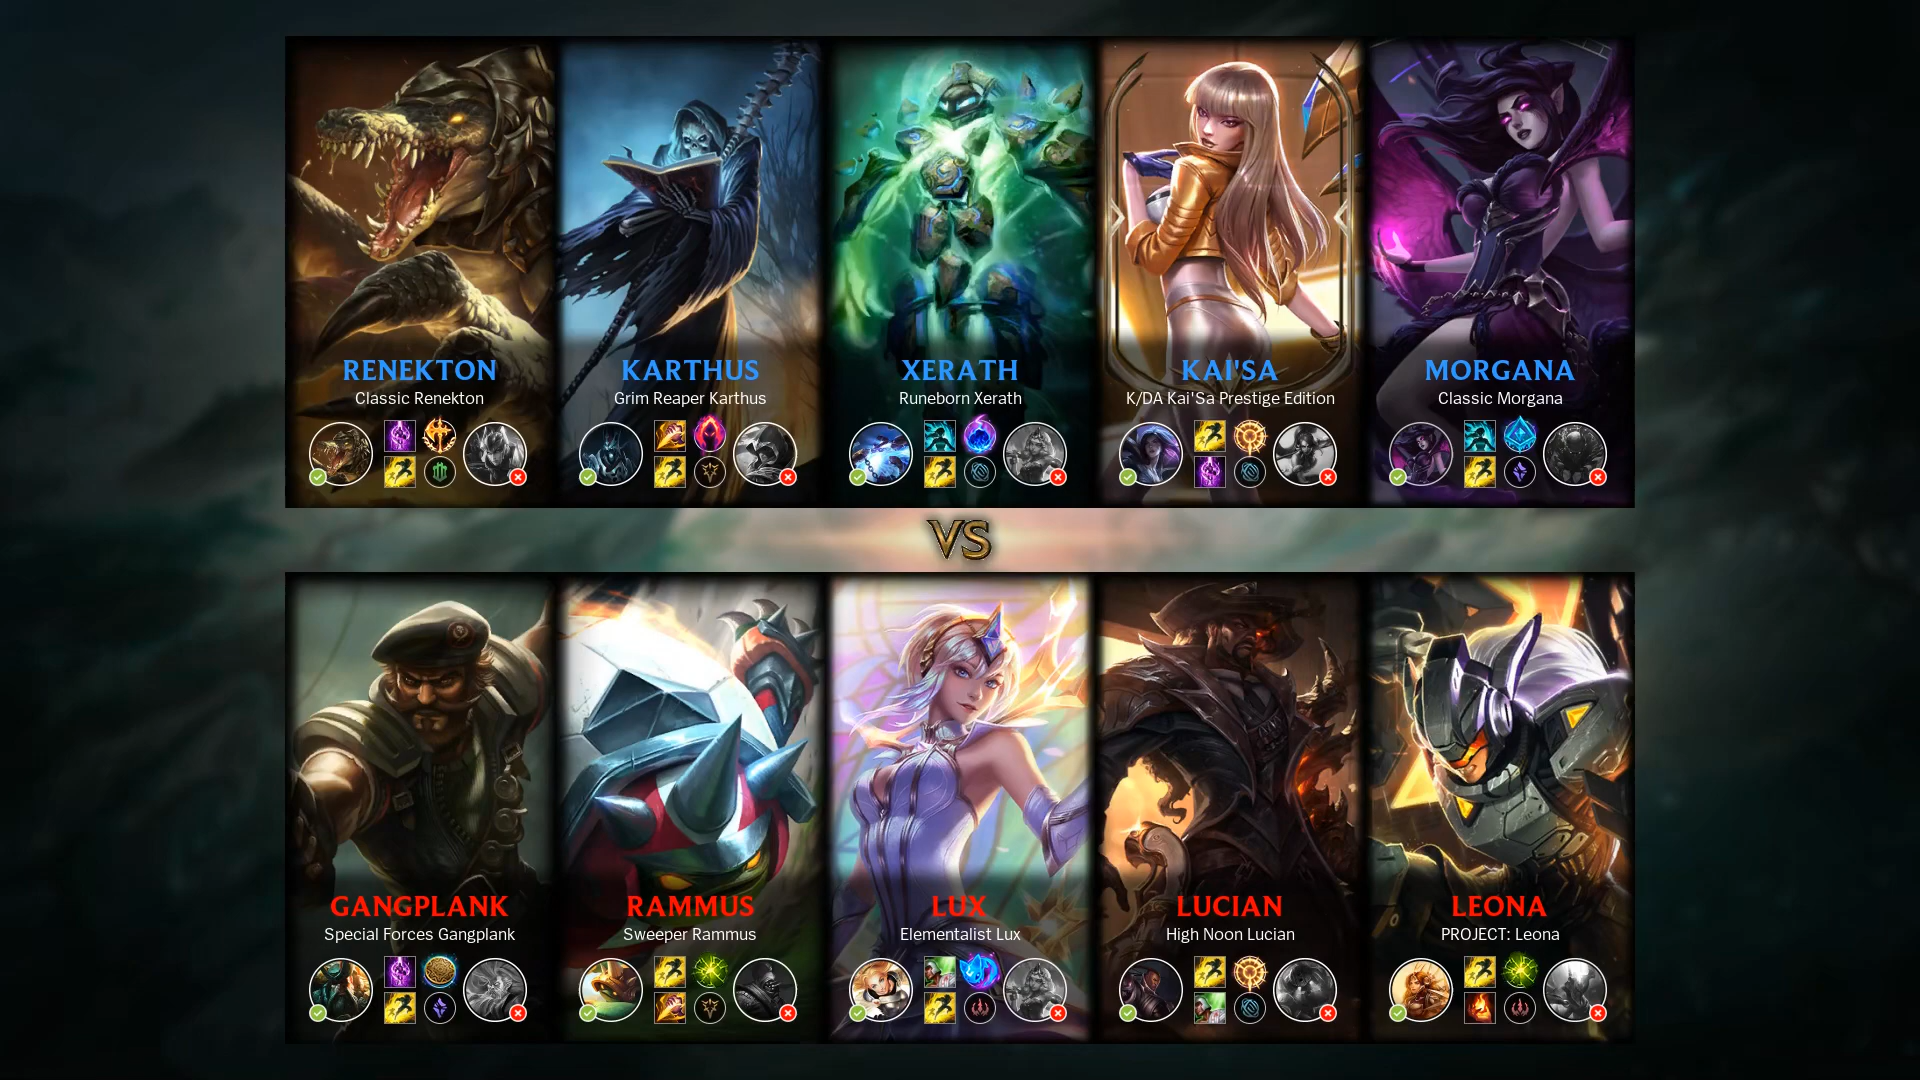 RENEKTON
Classic Renekton
KARTHUS
Grim Reaper Karthus
XERATH
Runeborn Xerath
KAI'SA
K/DA Kai'Sa Prestige Edition
MORGANA
Classic Morgana
VS
GANGPLANK
Special Forces Gangplank
RAMMUS
Sweeper Rammus
LUX
Elementalist Lux
LUCIAN
High Noon Lucian
LEONA
PROJECT: Leona